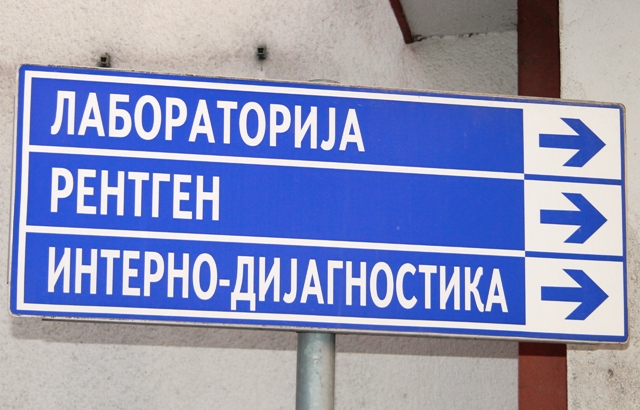 ЛАБОРАТОРИЈА
РЕНТГЕН
ИНТЕРНО-ДИЈАГНОСТИКА